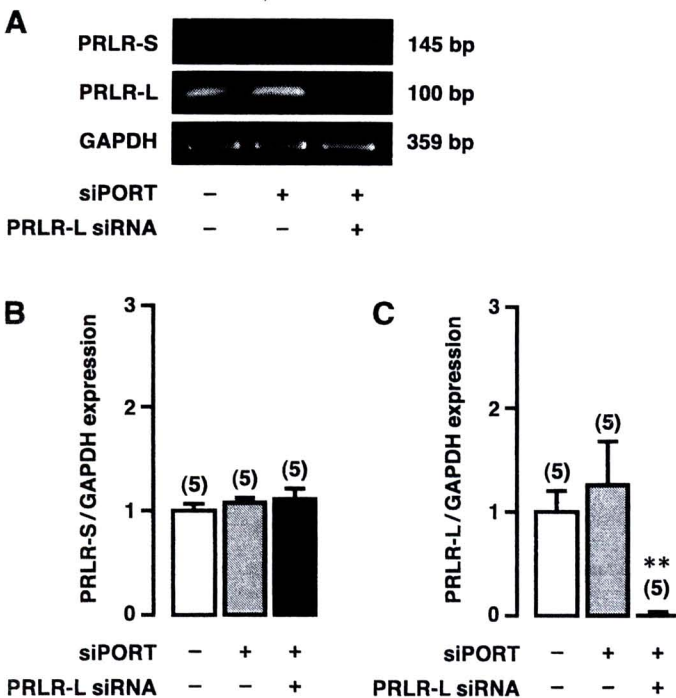 A
PRLR-S 145 bp
PRLR-L 100 bp
GAPDH 359 bp
siPORT – + +
PRLR-L siRNA – – +
B
PRLR-S/GAPDH expression
3
2
1
0
(5) (5) (5)
siPORT – + +
PRLR-L siRNA – – +
C
PRLR-L/GAPDH expression
3
2
1
0
(5) (5) ** (5)
siPORT – + +
PRLR-L siRNA – – +